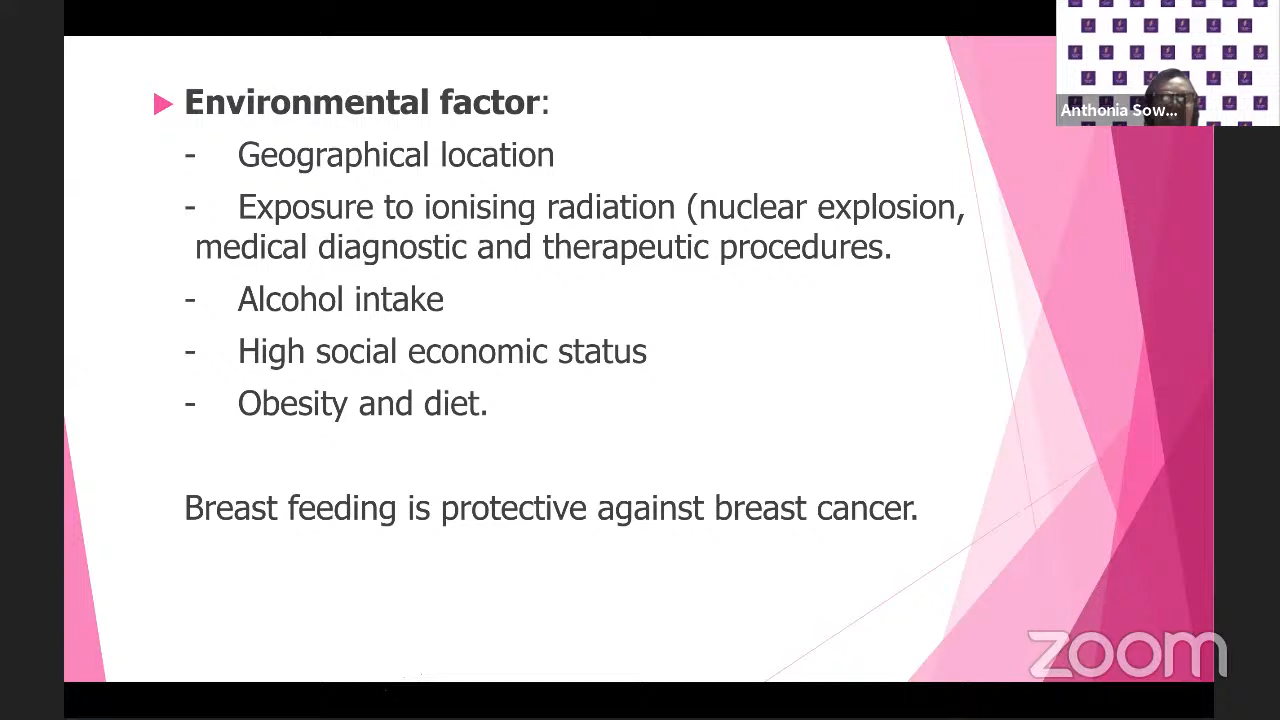 Environmental factor:
- Geographical location
- Exposure to ionising radiation (nuclear explosion,
medical diagnostic and therapeutic procedures.
- Alcohol intake
- High social economic status
- Obesity and diet.
Breast feeding is protective against breast cancer.
Anthonia Sow...
zoom